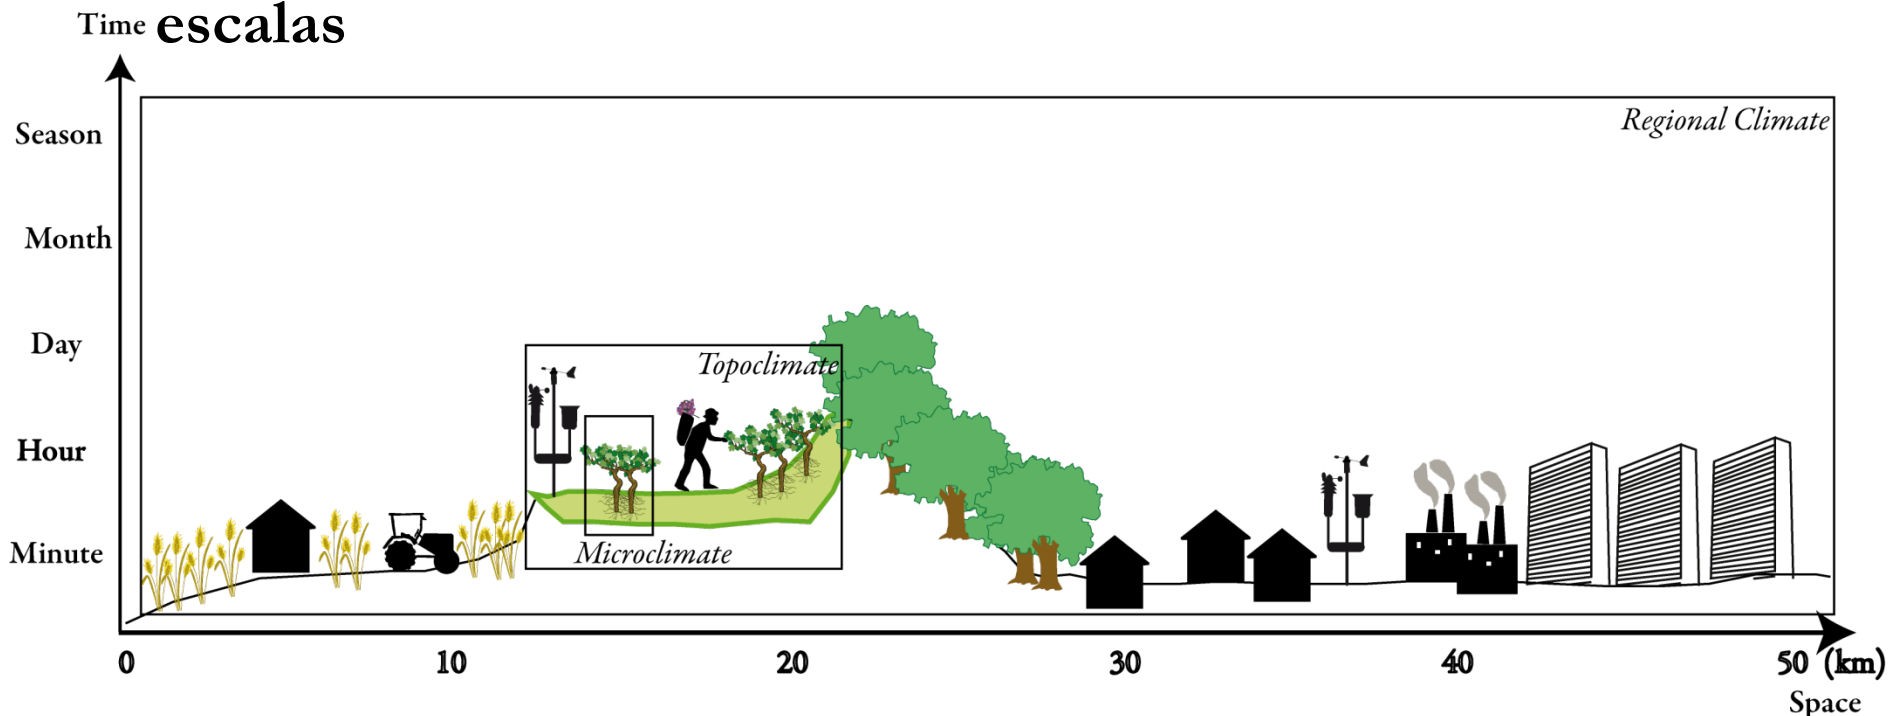 Time escalas
Regional Climate
Season
Month
Day
Topoclimate
Hour
Microclimate
Minute
0 10 20 30 40 50 (km)
Space